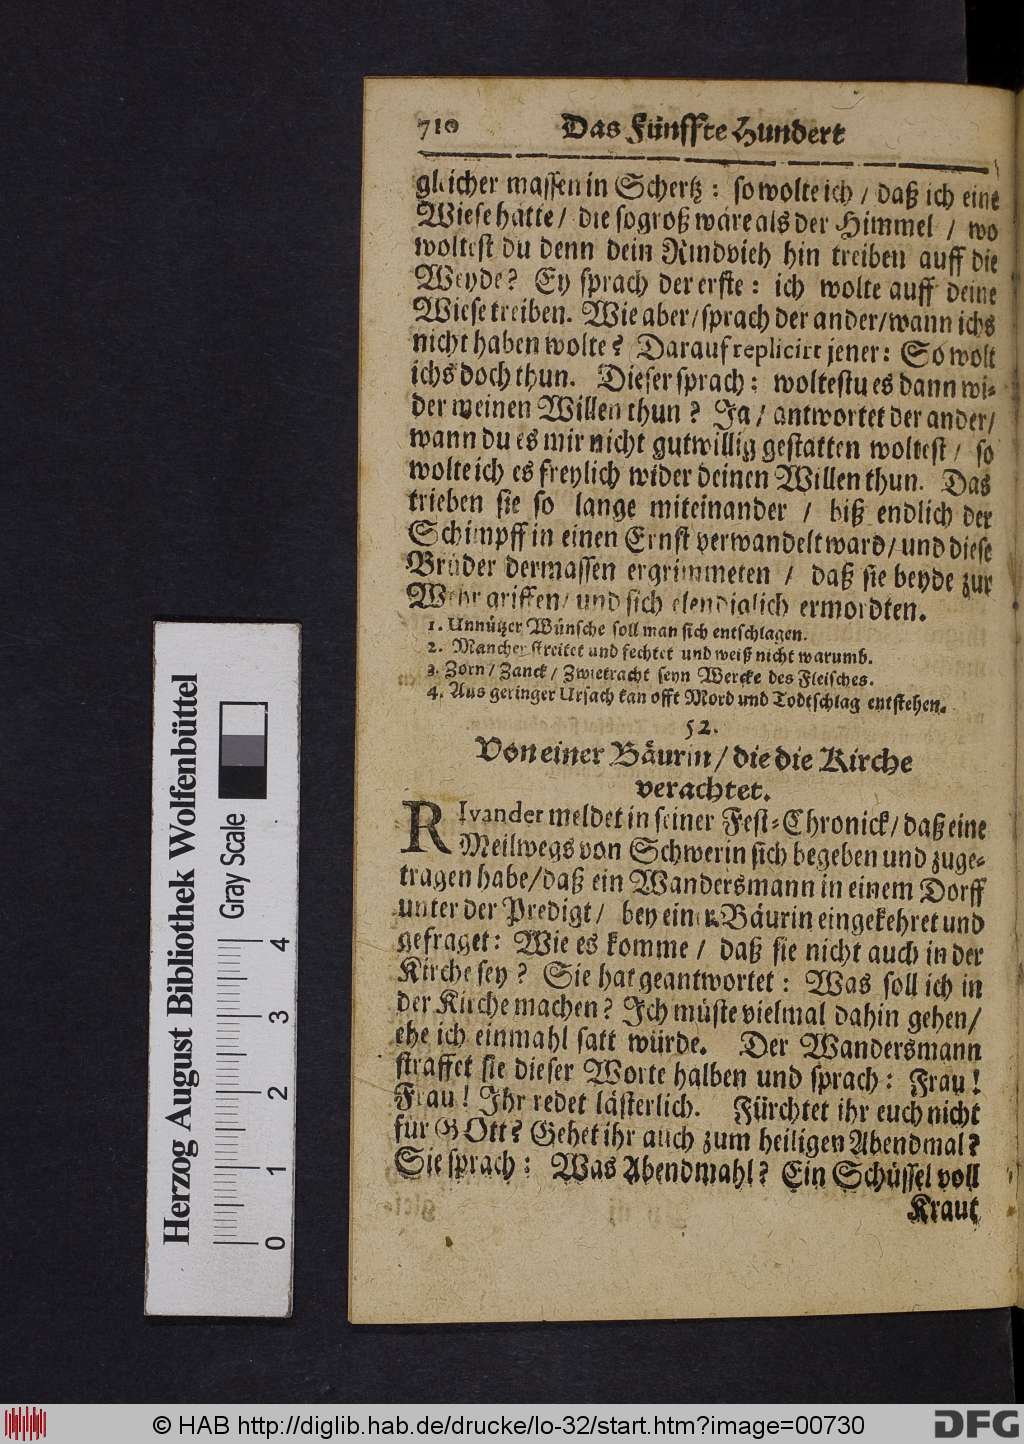 710 Das Fünffte Hundert
gleicher massen in Schertz: so wolte ich / daß ich eine
Wiese hätte / die so groß wäre als der Himmel / wo
woltest du denn dein Rindvieh hin treiben auff die
Weyde? Ey sprach der erste: ich wolte auff deine
Wiese treiben. Wie aber / sprach der ander / wann ichs
nicht haben wolte? Darauf replicirt jener: So wolt
ichs doch thun. Dieser sprach: woltestu es dann wi-
der meinen Willen thun? Ja / antwortet der ander /
wann du es mir nicht gutwillig gestatten woltest / so
wolte ich es freylich wider deinen Willen thun. Das
trieben sie so lange miteinander / biß endlich der
Schimpff in einen Ernst verwandelt ward / und diese
Brüder dermassen ergrimmeten / daß sie beyde zur
Wehr griffen / und sich elendiglich ermordten.
1. Unnützer Wünsche soll man sich entschlagen.
2. Mancher streitet und fechtet und weiß nicht warumb.
3. Zorn / Zanck / Zwietracht seyn Wercke des Fleisches.
4. Aus geringer Ursach kan offt Mord und Todtschlag entstehen.
52.
Von einer Bäurin / die die Kirche
verachtet.
RIvander meldet in seiner Fest-Chronick / daß eine
Meilwegs von Schwerin sich begeben und zuge-
tragen habe / daß ein Wandersmann in einem Dorff
unter der Predigt / bey einer Bäurin eingekehret und
gefraget: Wie es komme / daß sie nicht auch in der
Kirche sey? Sie hat geantwortet: Was soll ich in
der Kirche machen? Ich müste vielmal dahin gehen /
ehe ich einmahl satt würde. Der Wandersmann
straffet sie dieser Worte halben und sprach: Frau!
Frau! Ihr redet lästerlich. Fürchtet ihr euch nicht
für GOtt? Gehet ihr auch zum heiligen Abendmal?
Sie sprach: Was Abendmahl? Ein Schüssel voll
Kraut
Herzog August Bibliothek Wolfenbüttel
Gray Scale
0 1 2 3 4
© HAB http://diglib.hab.de/drucke/lo-32/start.htm?image=00730
DFG